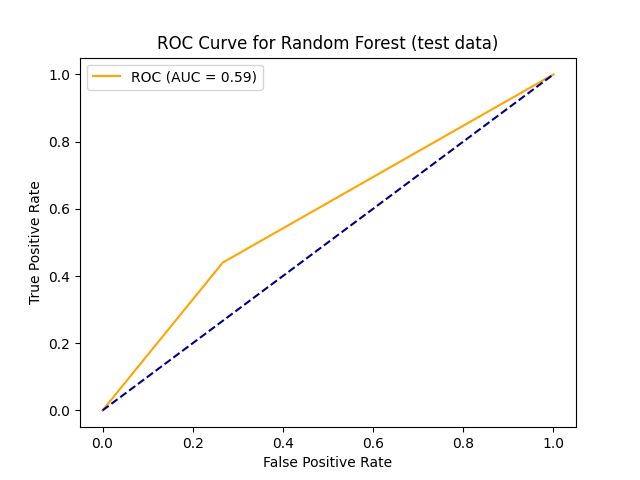 ROC Curve for Random Forest (test data)
ROC (AUC = 0.59)
1.0
0.8
0.6
0.4
0.2
0.0
True Positive Rate
0.0 0.2 0.4 0.6 0.8 1.0
False Positive Rate